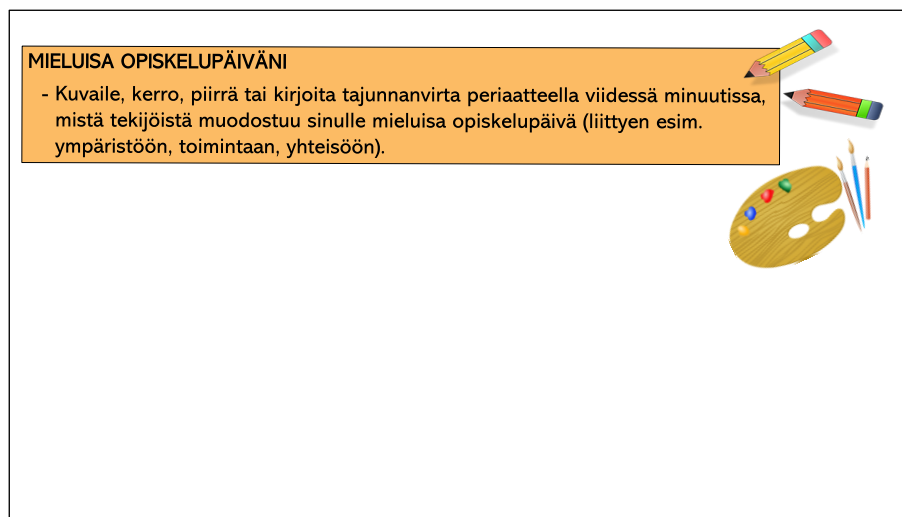 MIELUISA OPISKELUPÄIVÄNI
- Kuvaile, kerro, piirrä tai kirjoita tajunnanvirta periaatteella viidessä minuutissa,
mistä tekijöistä muodostuu sinulle mieluisa opiskelupäivä (liittyen esim.
ympäristöön, toimintaan, yhteisöön).